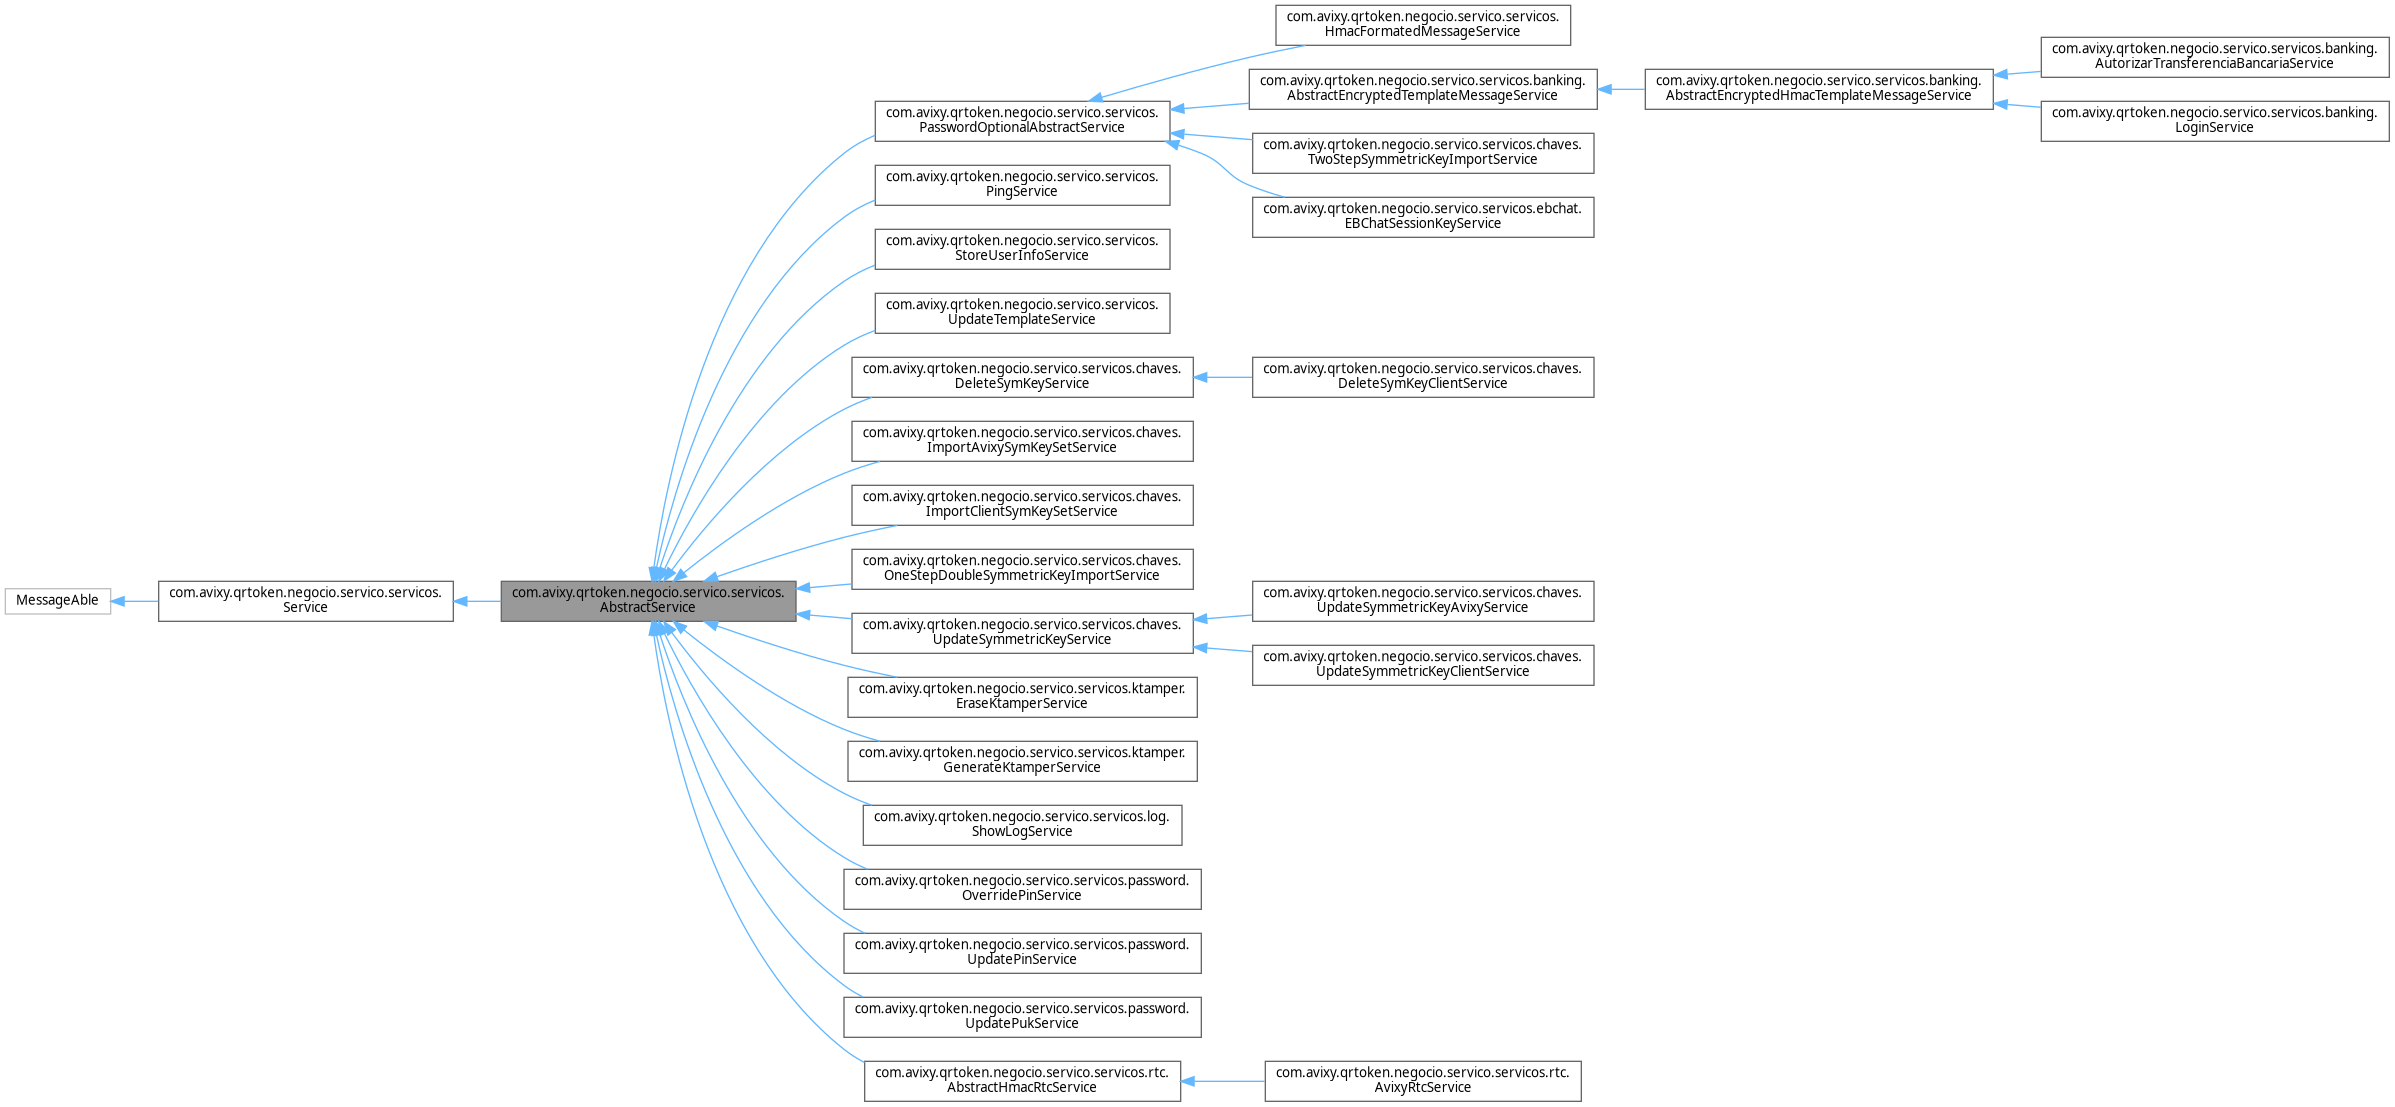 MessageAble
com.avixy.qrtoken.negocio.servico.servicos.
Service
com.avixy.qrtoken.negocio.servico.servicos.
AbstractService
com.avixy.qrtoken.negocio.servico.servicos.
PasswordOptionalAbstractService
com.avixy.qrtoken.negocio.servico.servicos.
PingService
com.avixy.qrtoken.negocio.servico.servicos.
StoreUserInfoService
com.avixy.qrtoken.negocio.servico.servicos.
UpdateTemplateService
com.avixy.qrtoken.negocio.servico.servicos.chaves.
DeleteSymKeyService
com.avixy.qrtoken.negocio.servico.servicos.chaves.
ImportAvixySymKeySetService
com.avixy.qrtoken.negocio.servico.servicos.chaves.
ImportClientSymKeySetService
com.avixy.qrtoken.negocio.servico.servicos.chaves.
OneStepDoubleSymmetricKeyImportService
com.avixy.qrtoken.negocio.servico.servicos.chaves.
UpdateSymmetricKeyService
com.avixy.qrtoken.negocio.servico.servicos.ktamper.
EraseKtamperService
com.avixy.qrtoken.negocio.servico.servicos.ktamper.
GenerateKtamperService
com.avixy.qrtoken.negocio.servico.servicos.log.
ShowLogService
com.avixy.qrtoken.negocio.servico.servicos.password.
OverridePinService
com.avixy.qrtoken.negocio.servico.servicos.password.
UpdatePinService
com.avixy.qrtoken.negocio.servico.servicos.password.
UpdatePukService
com.avixy.qrtoken.negocio.servico.servicos.rtc.
AbstractHmacRtcService
com.avixy.qrtoken.negocio.servico.servicos.
HmacFormatedMessageService
com.avixy.qrtoken.negocio.servico.servicos.banking.
AbstractEncryptedTemplateMessageService
com.avixy.qrtoken.negocio.servico.servicos.chaves.
TwoStepSymmetricKeyImportService
com.avixy.qrtoken.negocio.servico.servicos.ebchat.
EBChatSessionKeyService
com.avixy.qrtoken.negocio.servico.servicos.chaves.
DeleteSymKeyClientService
com.avixy.qrtoken.negocio.servico.servicos.chaves.
UpdateSymmetricKeyAvixyService
com.avixy.qrtoken.negocio.servico.servicos.chaves.
UpdateSymmetricKeyClientService
com.avixy.qrtoken.negocio.servico.servicos.rtc.
AvixyRtcService
com.avixy.qrtoken.negocio.servico.servicos.banking.
AbstractEncryptedHmacTemplateMessageService
com.avixy.qrtoken.negocio.servico.servicos.banking.
AutorizarTransferenciaBancariaService
com.avixy.qrtoken.negocio.servico.servicos.banking.
LoginService